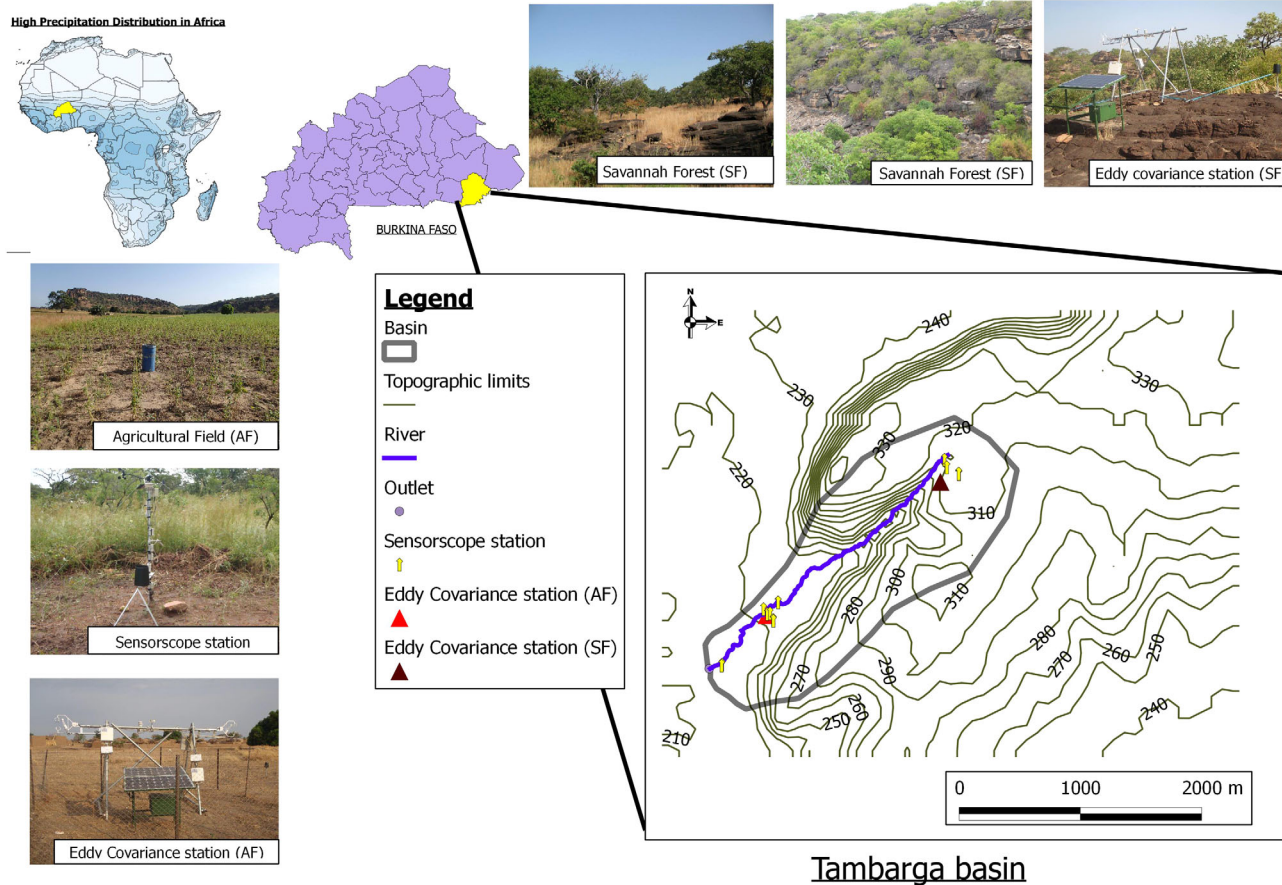 High Precipitation Distribution in Africa
BURKINA FASO
Savannah Forest (SF)
Savannah Forest (SF)
Eddy covariance station (SF
Agricultural Field (AF)
Sensorscope station
Eddy Covariance station (AF)
Legend
Basin
Topographic limits
River
Outlet
Sensorscope station
Eddy Covariance station (AF)
Eddy Covariance station (SF)
N
E
240
230
330
320
330
220
310
300
310
280
280
290
270
270
260
250
260
250
240
210
0 1000 2000 m
Tambarga basin